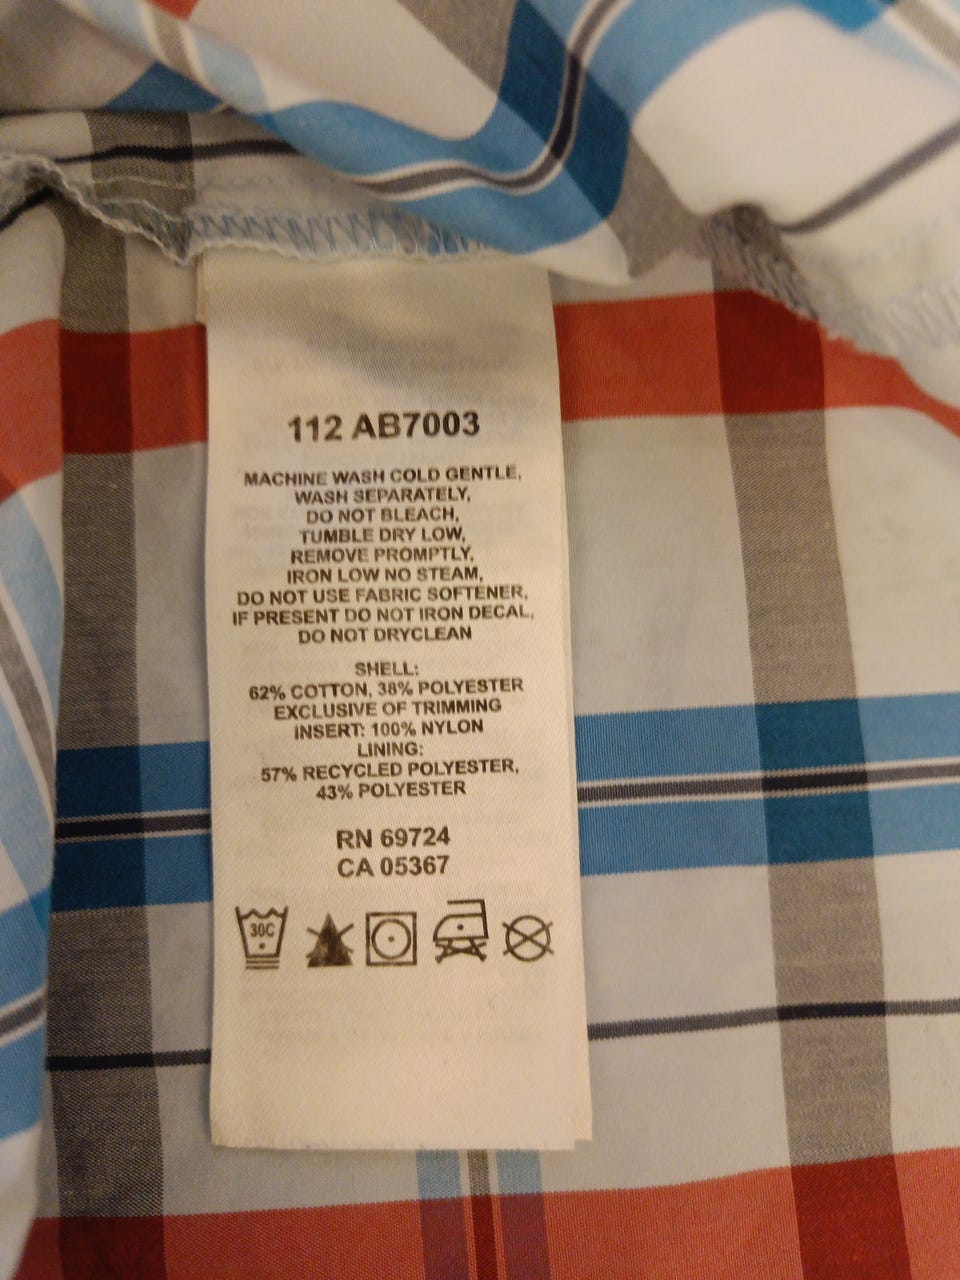 112 AB7003
MACHINE WASH COLD GENTLE,
WASH SEPARATELY,
DO NOT BLEACH,
TUMBLE DRY LOW,
REMOVE PROMPTLY,
IRON LOW NO STEAM,
DO NOT USE FABRIC SOFTENER,
IF PRESENT DO NOT IRON DECAL,
DO NOT DRYCLEAN
SHELL:
62% COTTON, 38% POLYESTER
EXCLUSIVE OF TRIMMING
INSERT: 100% NYLON
LINING:
57% RECYCLED POLYESTER,
43% POLYESTER
RN 69724
CA 05367
30C